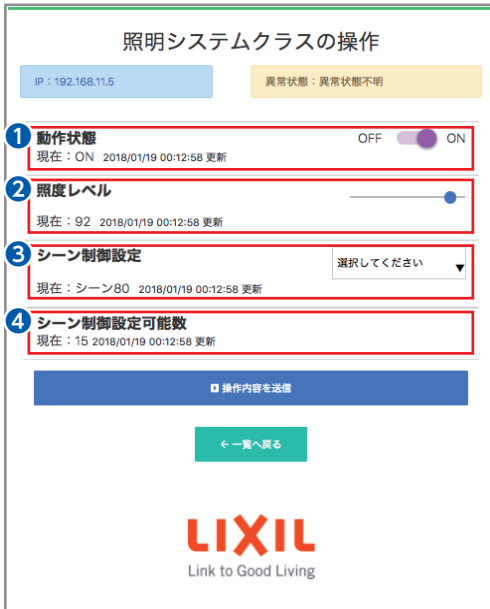 照明システムクラスの操作
IP：192.168.11.5
異常状態：異常状態不明
1 動作状態 OFF ON
現在：ON 2018/01/19 00:12:58 更新
2 照度レベル
現在：92 2018/01/19 00:12:58 更新
3 シーン制御設定 選択してください ▼
現在：シーン80 2018/01/19 00:12:58 更新
4 シーン制御設定可能数
現在：15 2018/01/19 00:12:58 更新
操作内容を送信
← 一覧へ戻る
LIXIL
Link to Good Living